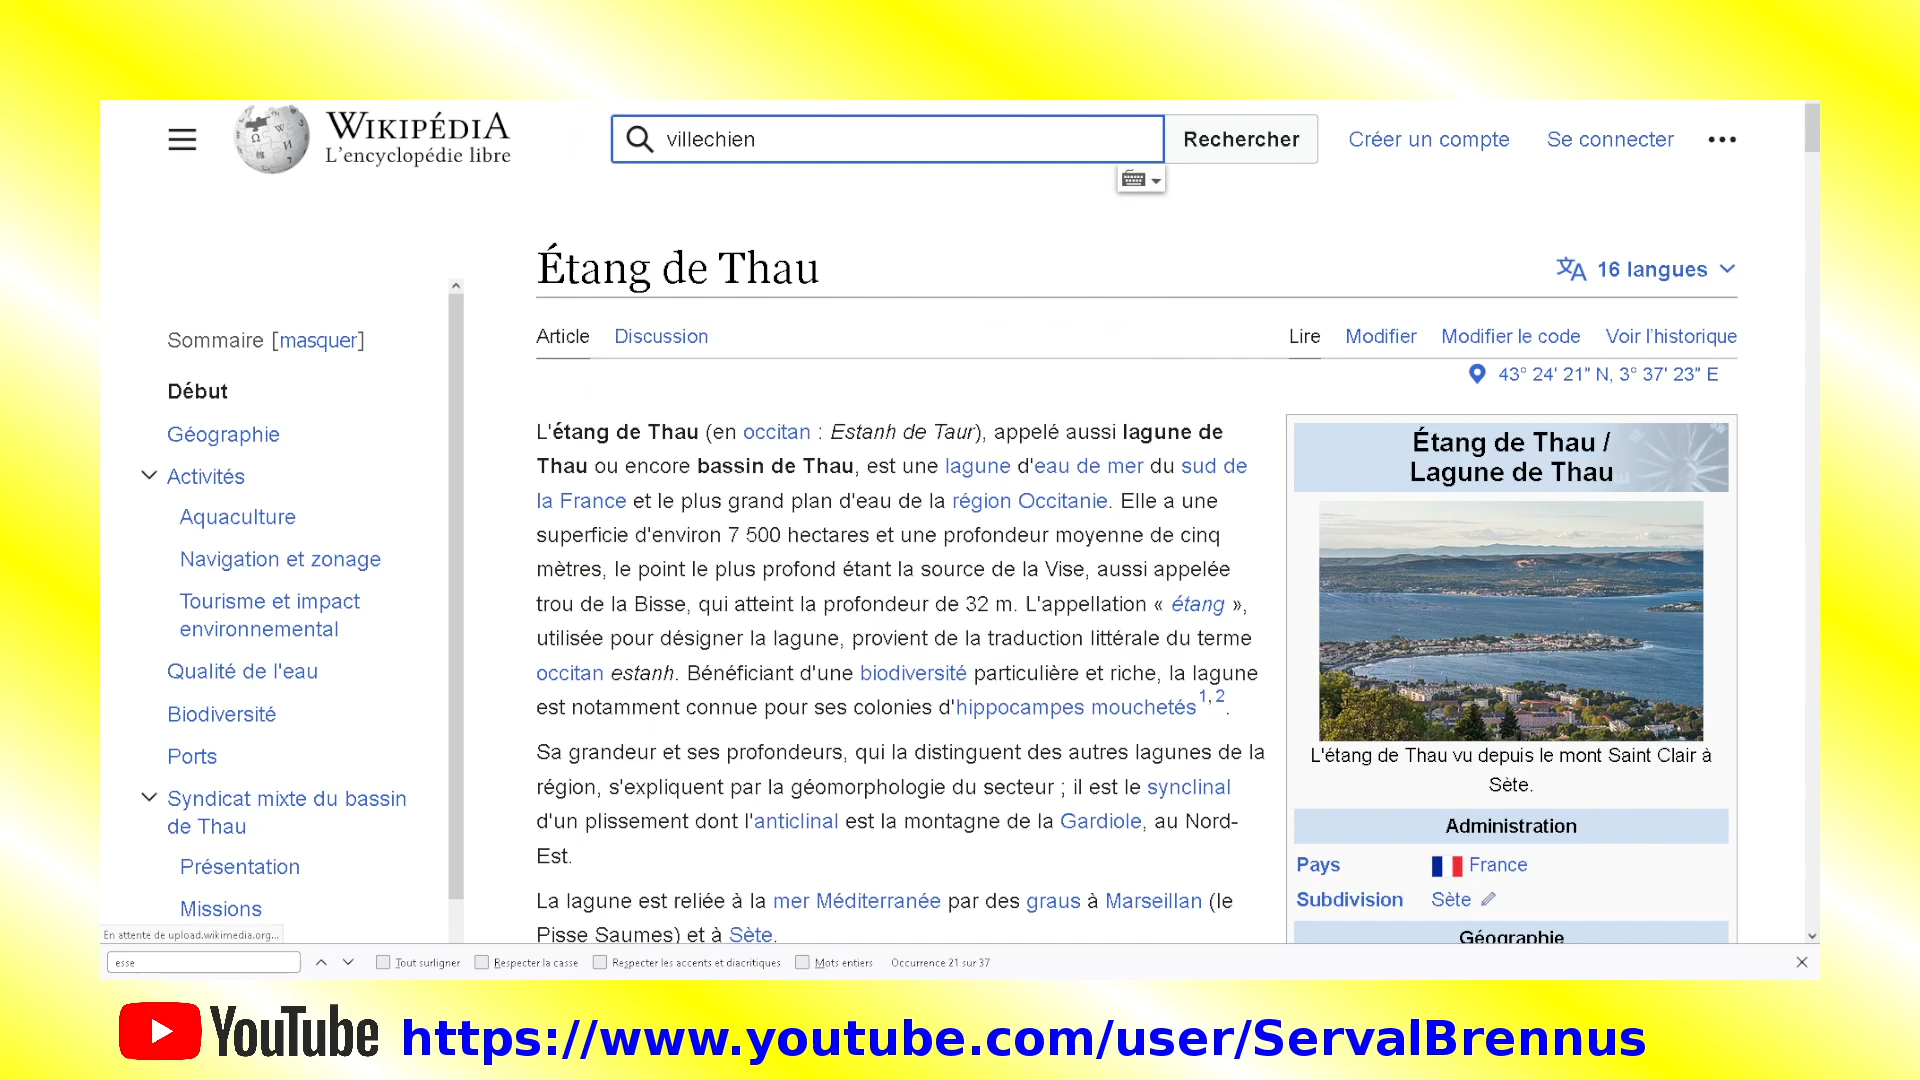 WIKIPÉDIA
L'encyclopédie libre
villechien
Rechercher
Créer un compte
Se connecter
Étang de Thau
16 langues
Sommaire [masquer]
Début
Géographie
Activités
Aquaculture
Navigation et zonage
Tourisme et impact
environnemental
Qualité de l'eau
Biodiversité
Ports
Syndicat mixte du bassin
de Thau
Présentation
Missions
Article
Discussion
Lire
Modifier
Modifier le code
Voir l'historique
43° 24′ 21″ N, 3° 37′ 23″ E
L'étang de Thau (en occitan : Estanh de Taur), appelé aussi lagune de
Thau ou encore bassin de Thau, est une lagune d'eau de mer du sud de
la France et le plus grand plan d'eau de la région Occitanie. Elle a une
superficie d'environ 7 500 hectares et une profondeur moyenne de cinq
mètres, le point le plus profond étant la source de la Vise, aussi appelée
trou de la Bisse, qui atteint la profondeur de 32 m. L'appellation « étang »,
utilisée pour désigner la lagune, provient de la traduction littérale du terme
occitan estanh. Bénéficiant d'une biodiversité particulière et riche, la lagune
est notamment connue pour ses colonies d'hippocampes mouchetés1,2.
Sa grandeur et ses profondeurs, qui la distinguent des autres lagunes de la
région, s'expliquent par la géomorphologie du secteur ; il est le synclinal
d'un plissement dont l'anticlinal est la montagne de la Gardiole, au Nord-
Est.
La lagune est reliée à la mer Méditerranée par des graus à Marseillan (le
Pisse Saumes) et à Sète.
Étang de Thau /
Lagune de Thau
L'étang de Thau vu depuis le mont Saint Clair à
Sète.
Administration
Pays France
Subdivision Sète
Géographie
En attente de upload.wikimedia.org...
esse
Tout surligner
Respecter la casse
Respecter les accents et diacritiques
Mots entiers
Occurrence 21 sur 37
YouTube https://www.youtube.com/user/ServalBrennus